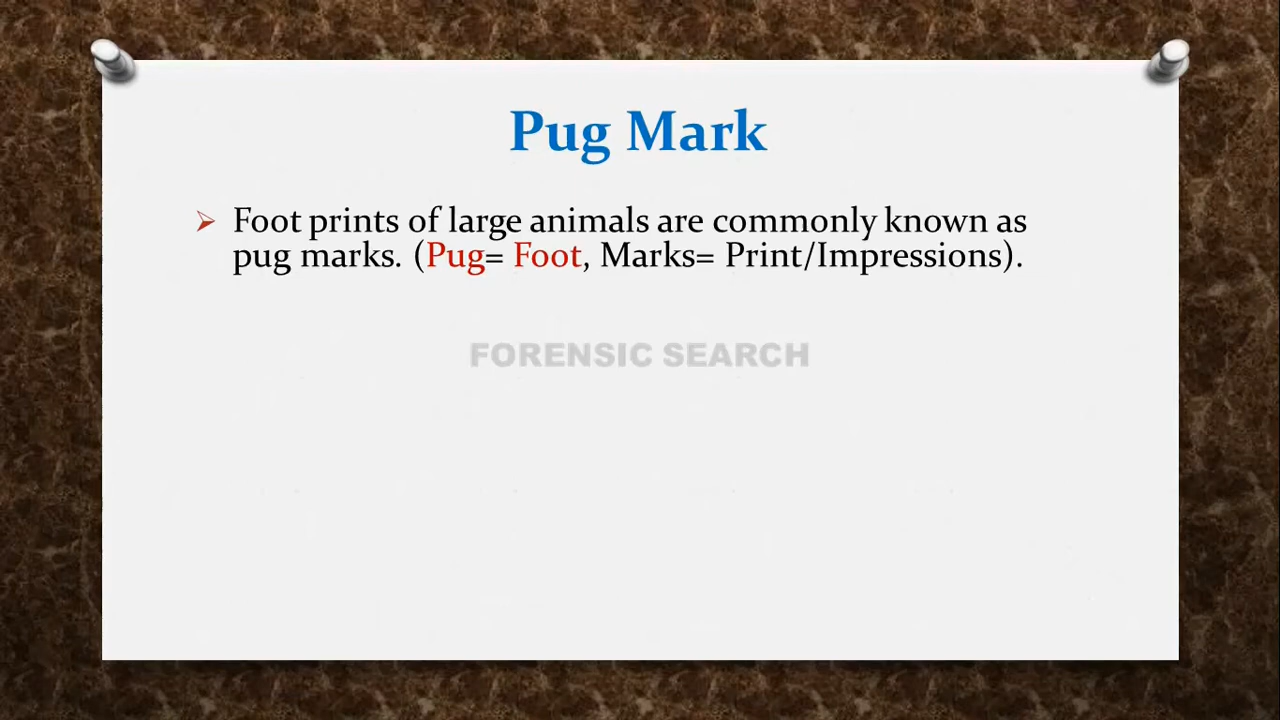 Pug Mark
Foot prints of large animals are commonly known as
pug marks. (Pug= Foot, Marks= Print/Impressions).
FORENSIC SEARCH